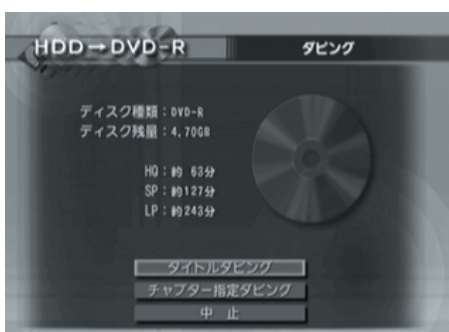 HDD→DVD-R
ダビング
ディスク種類：DVD-R
ディスク残量：4.70GB
HQ：約 63分
SP：約127分
LP：約243分
タイトルダビング
チャプター指定ダビング
中 止